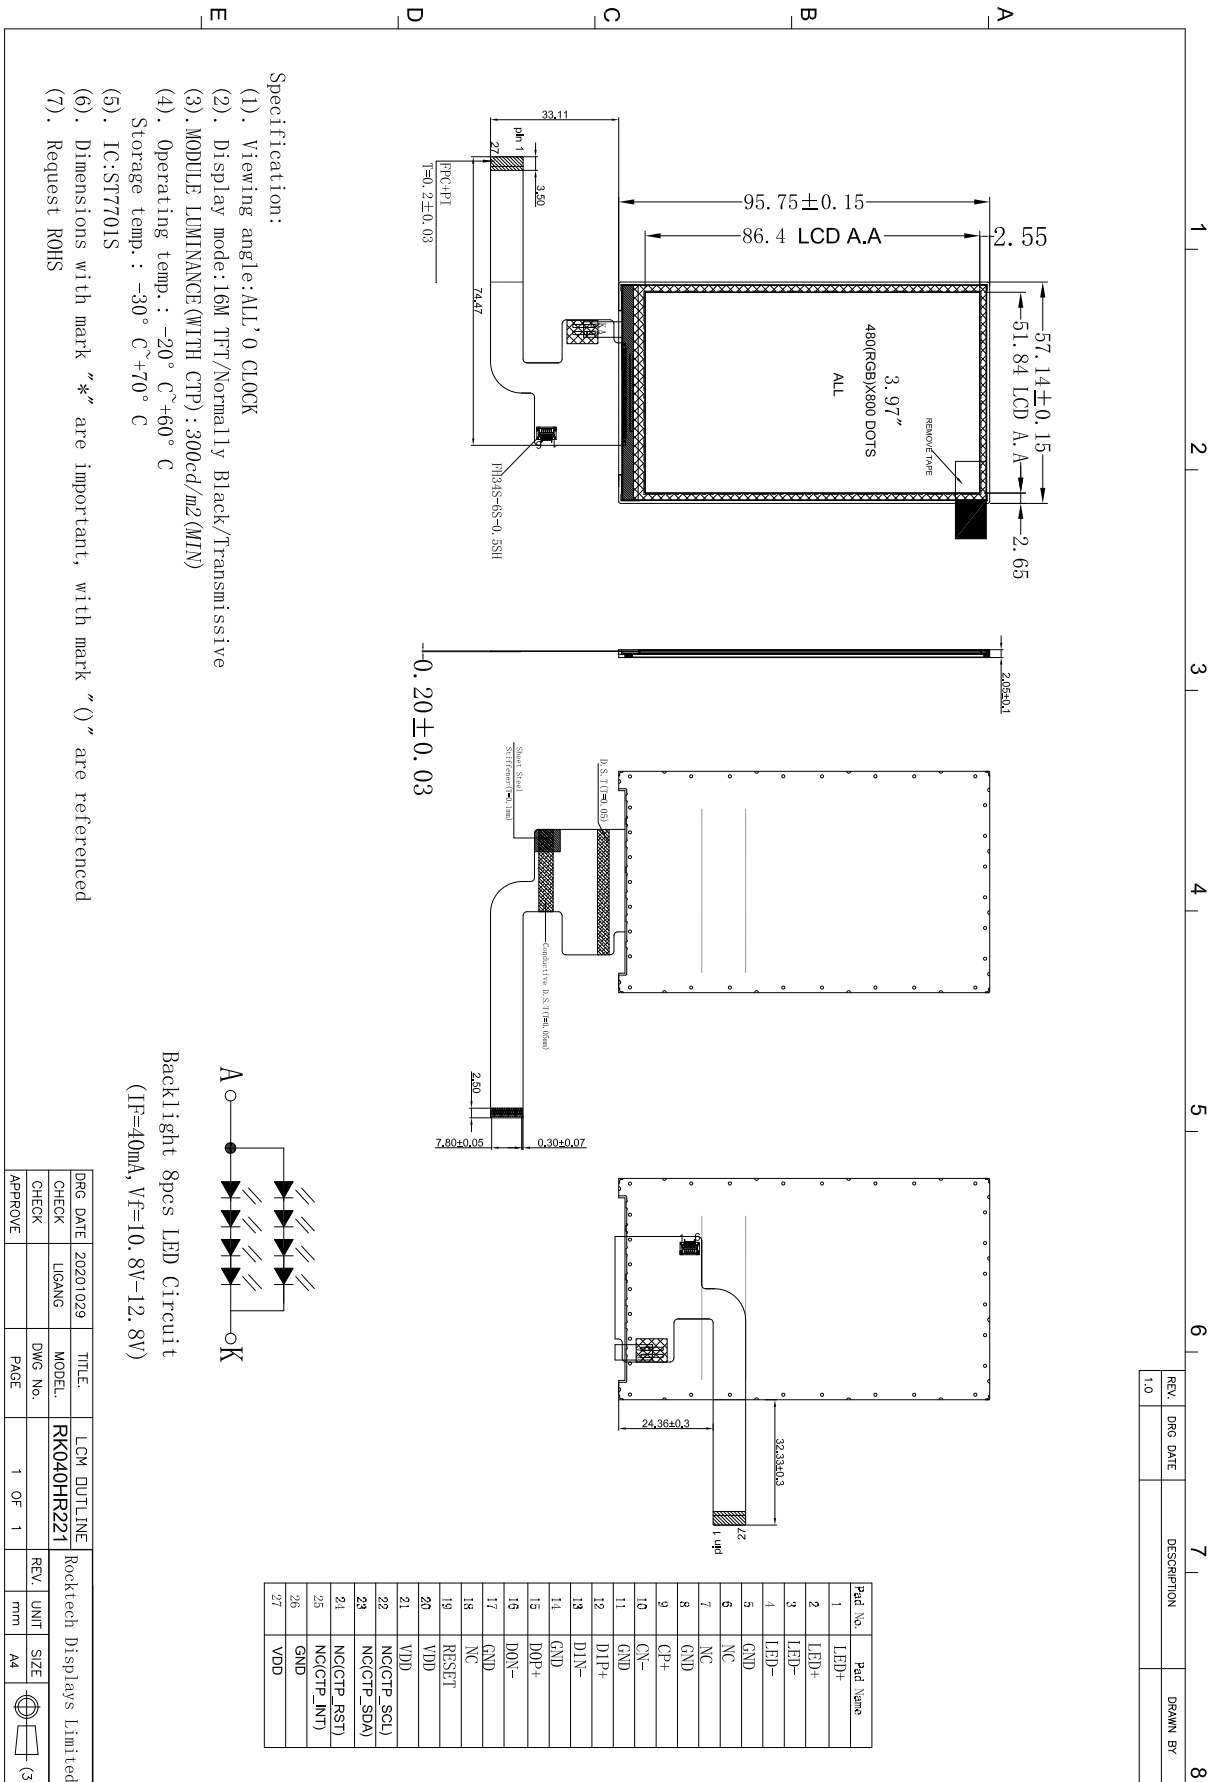 1 2 3 4 5 6 7 8
A
B
C
D
E
REV. DRG DATE DESCRIPTION DRAWN BY
1.0
57.14±0.15
51.84 LCD A.A
2.65
2.55
95.75±0.15
86.4 LCD A.A
REMOVE TAPE
3.97"
480(RGB)X800 DOTS
ALL
33.11
pin 1
27
3.50
FPC+PI
T=0.2±0.03
74.47
FH34S-6S-0.5SH
2.05±0.1
0.20±0.03
D.S.T(T=0.05)
Sheet Steel
Stiffener(T=0.1mm)
Conductive D.S.T(T=0.05mm)
2.50
7.80±0.05
0.30±0.07
24.36±0.3
32.33±0.3
27
pin 1
Pad No. Pad Name
1 LED+
2 LED+
3 LED-
4 LED-
5 GND
6 NC
7 NC
8 GND
9 CP+
10 CN-
11 GND
12 D1P+
13 D1N-
14 GND
15 D0P+
16 D0N-
17 GND
18 NC
19 RESET
20 VDD
21 VDD
22 NC(CTP_SCL)
23 NC(CTP_SDA)
24 NC(CTP_RST)
25 NC(CTP_INT)
26 GND
27 VDD
Specification:
(1). Viewing angle:ALL'O CLOCK
(2). Display mode:16M TFT/Normally Black/Transmissive
(3).MODULE LUMINANCE(WITH CTP):300cd/m2(MIN)
(4). Operating temp.: -20° C~+60° C
Storage temp.: -30° C~+70° C
(5). IC:ST7701S
(6). Dimensions with mark "*" are important, with mark "()" are referenced
(7). Request ROHS
A
K
Backlight 8pcs LED Circuit
(IF=40mA,Vf=10.8V-12.8V)
DRG DATE 20201029 TITLE. LCM OUTLINE Rocktech Displays Limited
CHECK LIGANG MODEL. RK040HR221
CHECK DWG No. REV. UNIT SIZE
APPROVE PAGE 1 OF 1 mm A4 (3